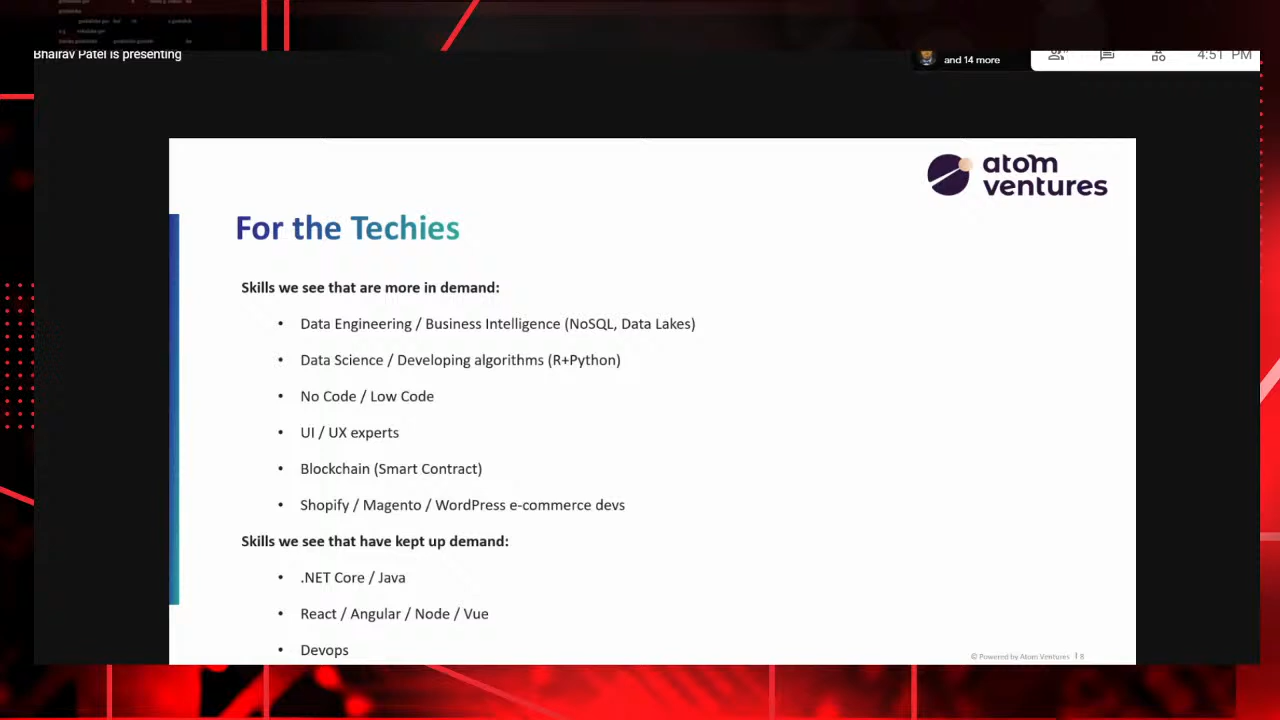 Bhairav Patel is presenting
and 14 more
4:51 PM
atom
ventures
For the Techies
Skills we see that are more in demand:
• Data Engineering / Business Intelligence (NoSQL, Data Lakes)
• Data Science / Developing algorithms (R+Python)
• No Code / Low Code
• UI / UX experts
• Blockchain (Smart Contract)
• Shopify / Magento / WordPress e-commerce devs
Skills we see that have kept up demand:
• .NET Core / Java
• React / Angular / Node / Vue
• Devops
© Powered by Atom Ventures | 8